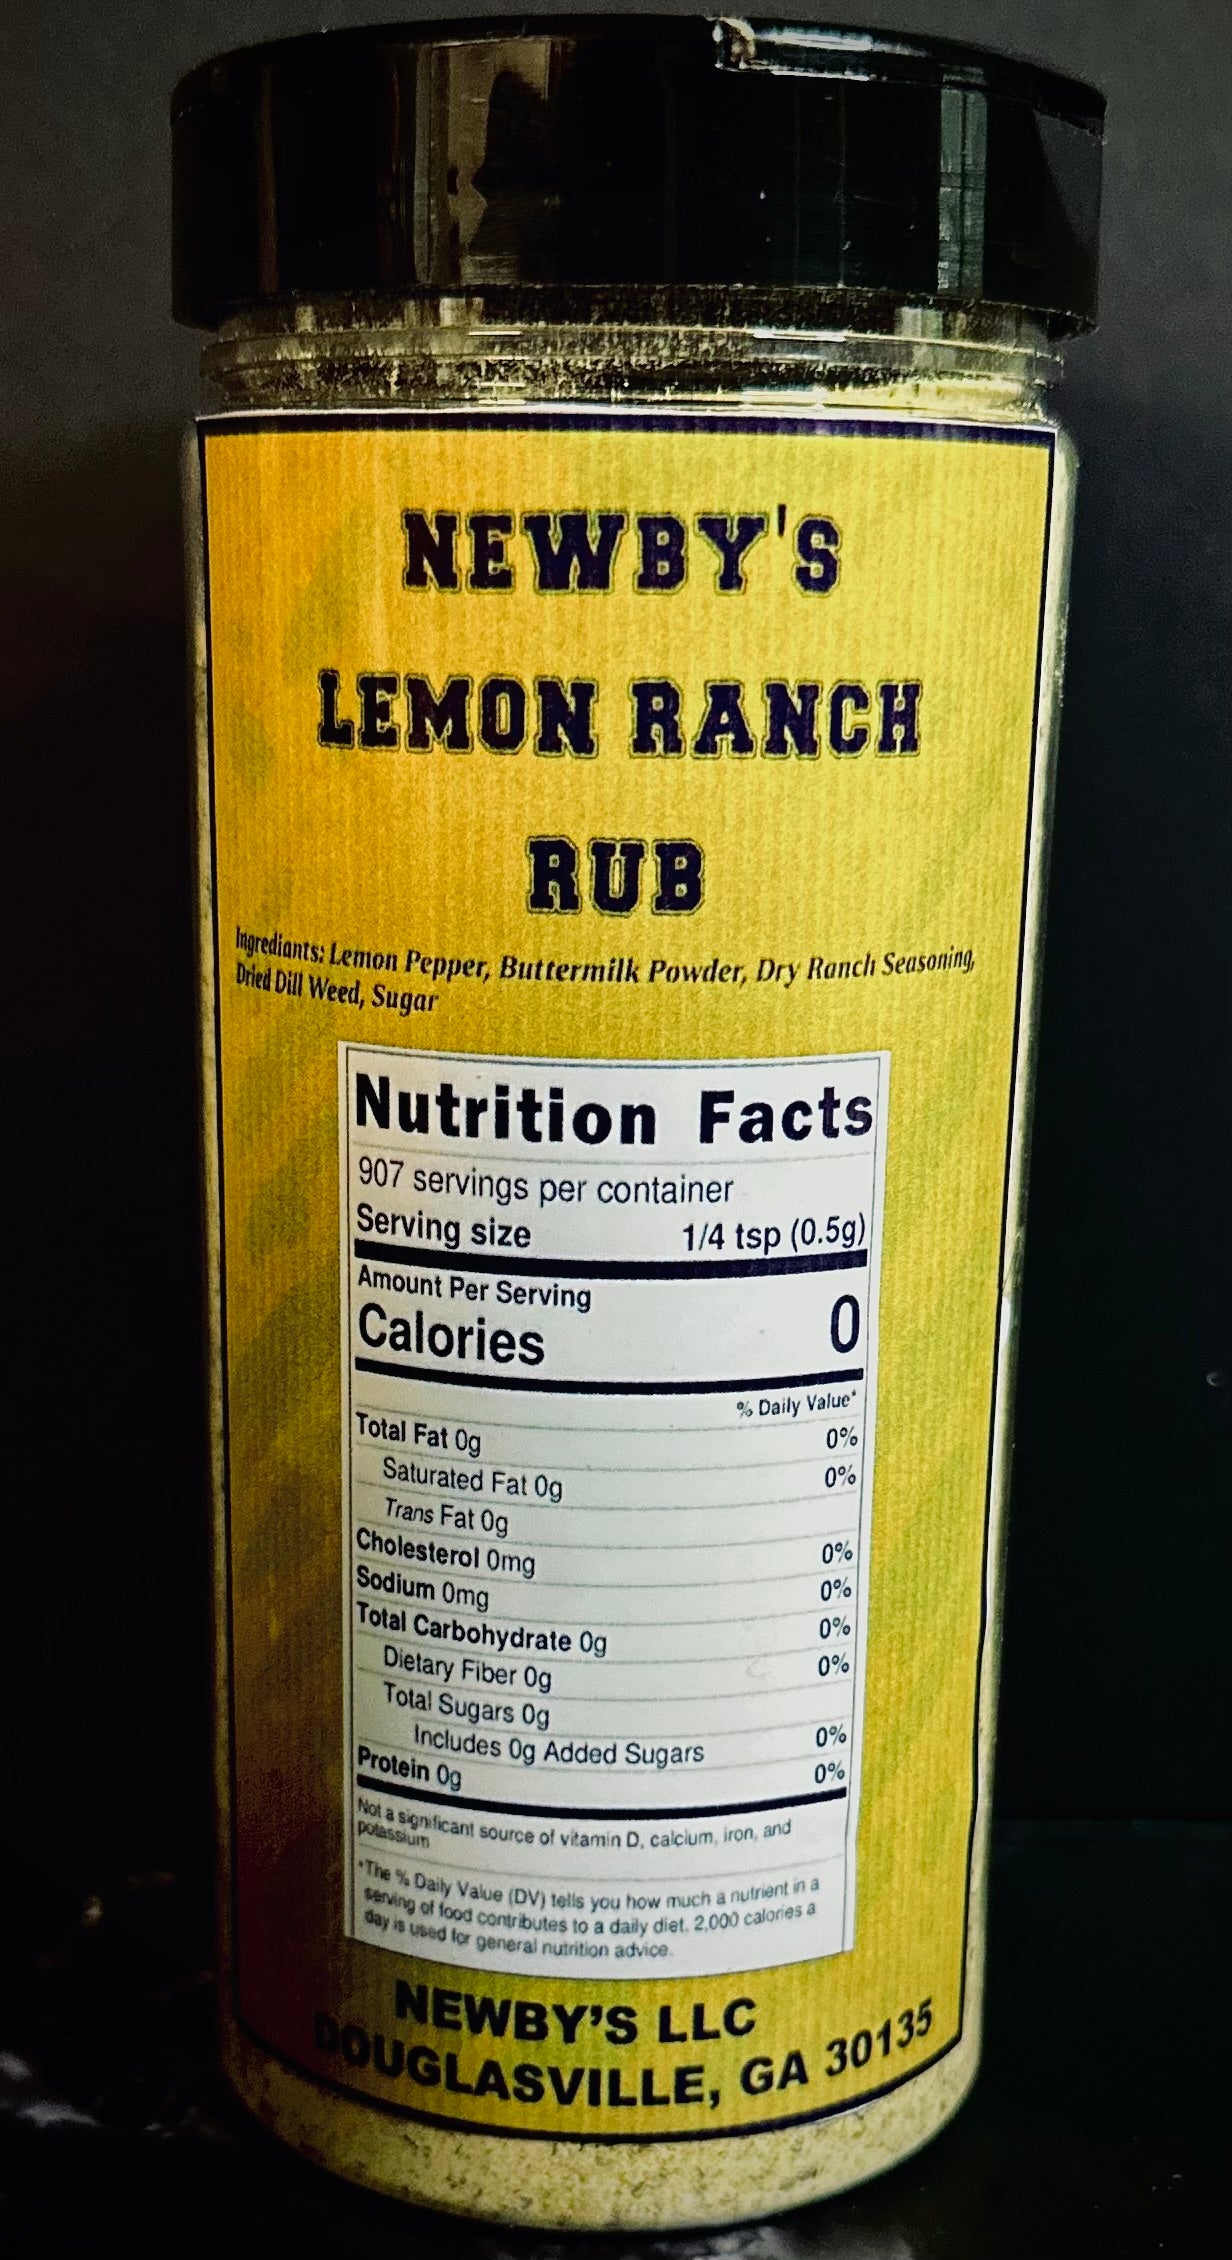 NEWBY'S
LEMON RANCH
RUB
Ingrediants: Lemon Pepper, Buttermilk Powder, Dry Ranch Seasoning,
Dried Dill Weed, Sugar
Nutrition Facts
907 servings per container
Serving size 1/4 tsp (0.5g)
Amount Per Serving
Calories 0
% Daily Value*
Total Fat 0g 0%
Saturated Fat 0g 0%
Trans Fat 0g
Cholesterol 0mg 0%
Sodium 0mg 0%
Total Carbohydrate 0g 0%
Dietary Fiber 0g 0%
Total Sugars 0g
Includes 0g Added Sugars 0%
Protein 0g 0%
Not a significant source of vitamin D, calcium, iron, and
potassium
*The % Daily Value (DV) tells you how much a nutrient in a
serving of food contributes to a daily diet. 2,000 calories a
day is used for general nutrition advice.
NEWBY'S LLC
DOUGLASVILLE, GA 30135